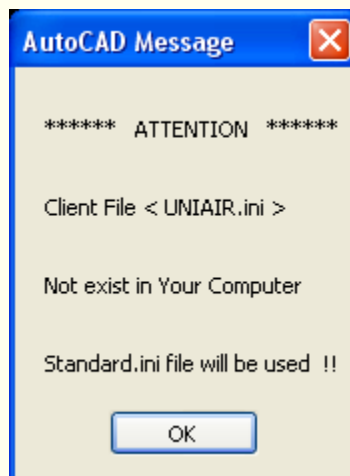 AutoCAD Message
****** ATTENTION ******
Client File < UNIAIR.ini >
Not exist in Your Computer
Standard.ini file will be used !!
OK